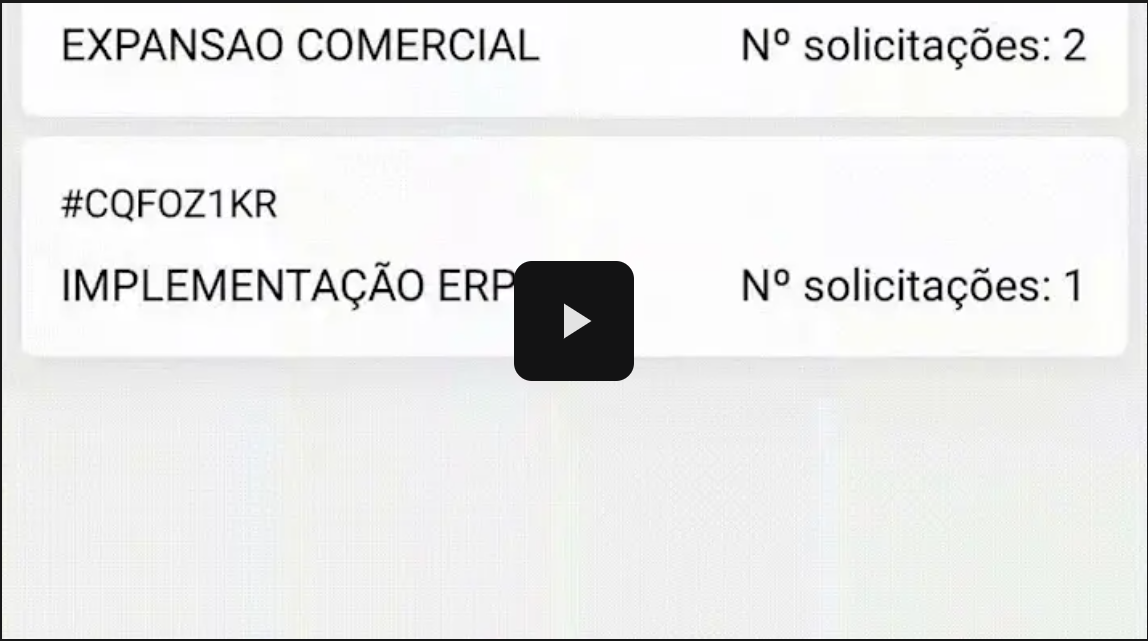 EXPANSAO COMERCIAL Nº solicitações: 2
#CQFOZ1KR
IMPLEMENTAÇÃO ERP Nº solicitações: 1